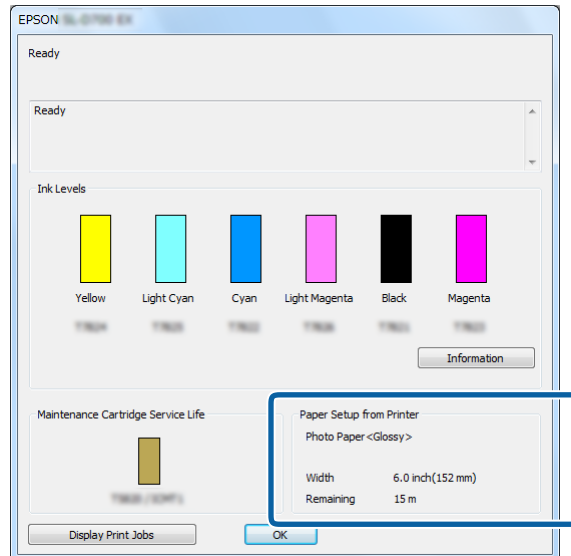 EPSON
Ready
Ready
Ink Levels
Yellow Light Cyan Cyan Light Magenta Black Magenta
Information
Maintenance Cartridge Service Life
Paper Setup from Printer
Photo Paper<Glossy>
Width 6.0 inch(152 mm)
Remaining 15 m
Display Print Jobs OK